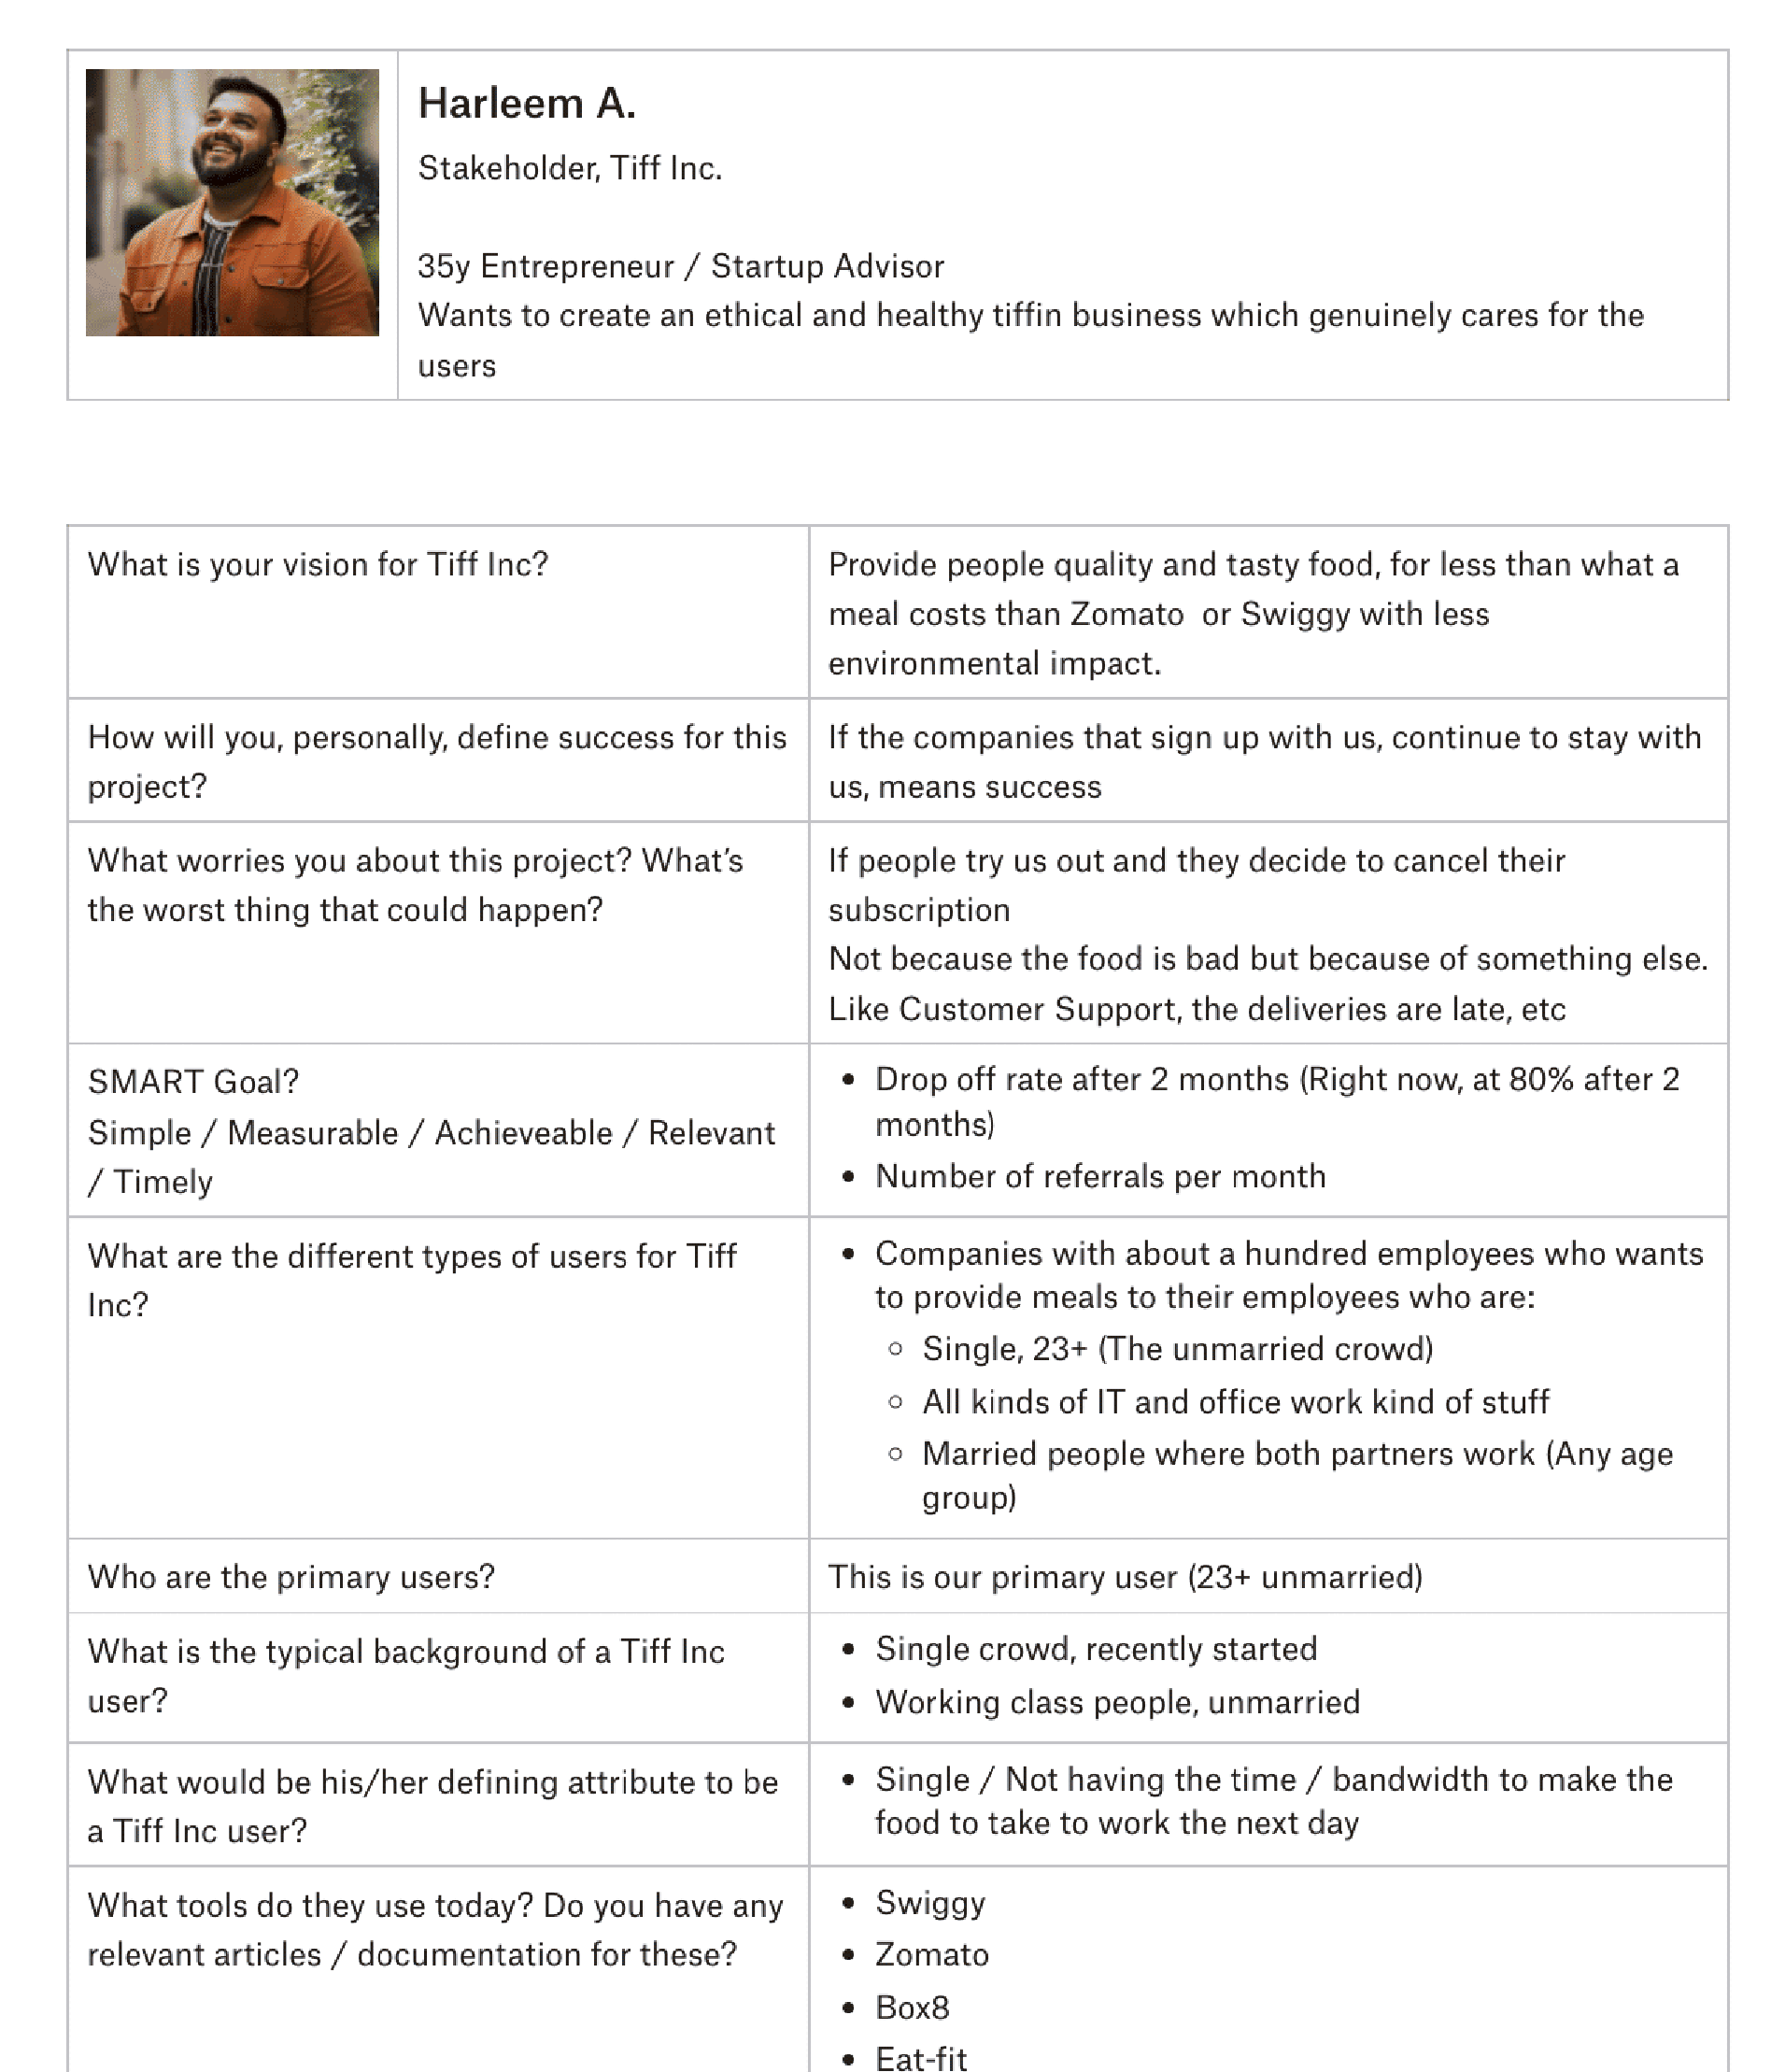 Harleem A.
Stakeholder, Tiff Inc.
35y Entrepreneur / Startup Advisor
Wants to create an ethical and healthy tiffin business which genuinely cares for the
users
What is your vision for Tiff Inc?
Provide people quality and tasty food, for less than what a
meal costs than Zomato  or Swiggy with less
environmental impact.
How will you, personally, define success for this
project?
If the companies that sign up with us, continue to stay with
us, means success
What worries you about this project? What’s
the worst thing that could happen?
If people try us out and they decide to cancel their
subscription
Not because the food is bad but because of something else.
Like Customer Support, the deliveries are late, etc
SMART Goal?
Simple / Measurable / Achieveable / Relevant
/ Timely
• Drop off rate after 2 months (Right now, at 80% after 2
months)
• Number of referrals per month
What are the different types of users for Tiff
Inc?
• Companies with about a hundred employees who wants
to provide meals to their employees who are:
◦ Single, 23+ (The unmarried crowd)
◦ All kinds of IT and office work kind of stuff
◦ Married people where both partners work (Any age
group)
Who are the primary users?
This is our primary user (23+ unmarried)
What is the typical background of a Tiff Inc
user?
• Single crowd, recently started
• Working class people, unmarried
What would be his/her defining attribute to be
a Tiff Inc user?
• Single / Not having the time / bandwidth to make the
food to take to work the next day
What tools do they use today? Do you have any
relevant articles / documentation for these?
• Swiggy
• Zomato
• Box8
• Eat-fit